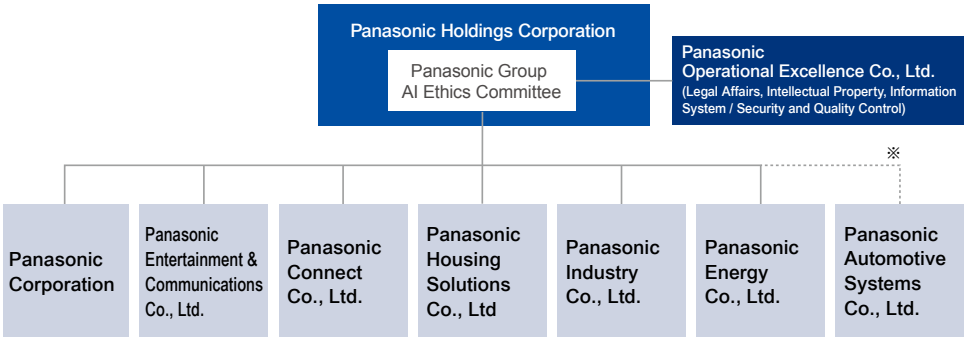 Panasonic Holdings Corporation
Panasonic Group
AI Ethics Committee
Panasonic
Operational Excellence Co., Ltd.
(Legal Affairs, Intellectual Property, Information
System / Security and Quality Control)
※
Panasonic
Corporation
Panasonic
Entertainment &
Communications
Co., Ltd.
Panasonic
Connect
Co., Ltd.
Panasonic
Housing
Solutions
Co., Ltd
Panasonic
Industry
Co., Ltd.
Panasonic
Energy
Co., Ltd.
Panasonic
Automotive
Systems
Co., Ltd.